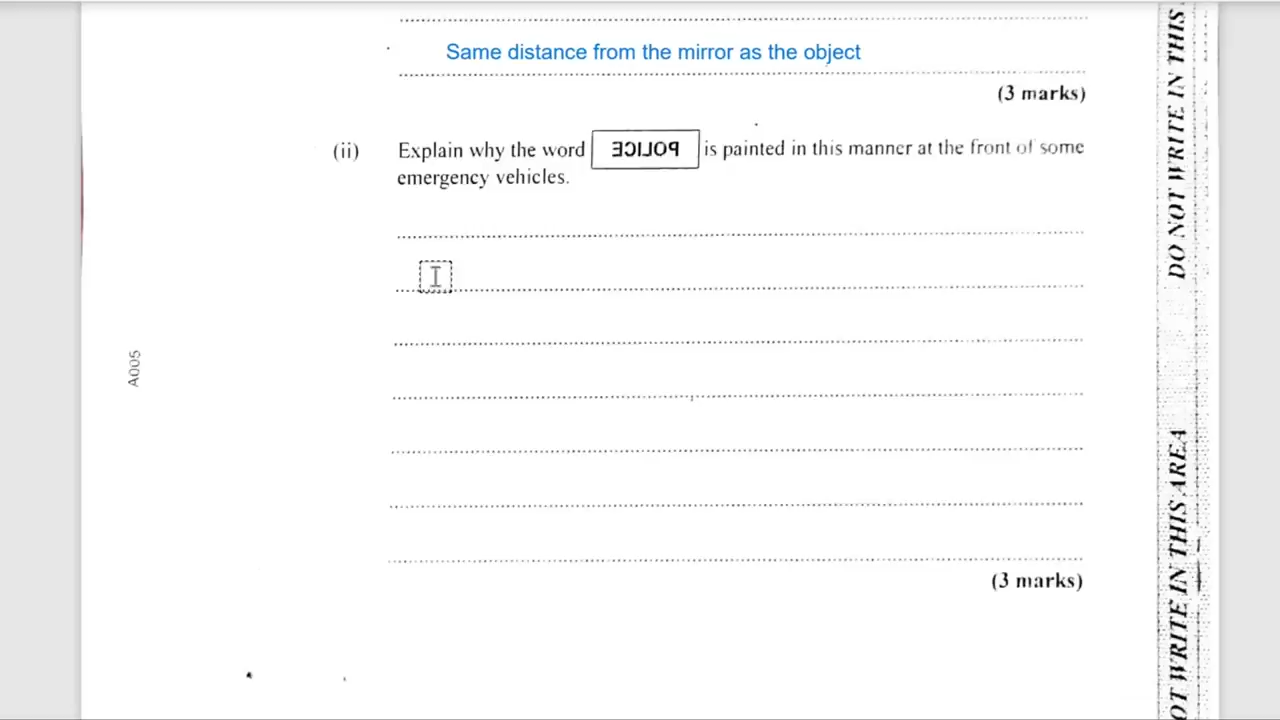 Same distance from the mirror as the object
(3 marks)
(ii) Explain why the word POLICE is painted in this manner at the front of some
emergency vehicles.
(3 marks)
A005
DO NOT WRITE IN THIS
NOT WRITE IN THIS AREA